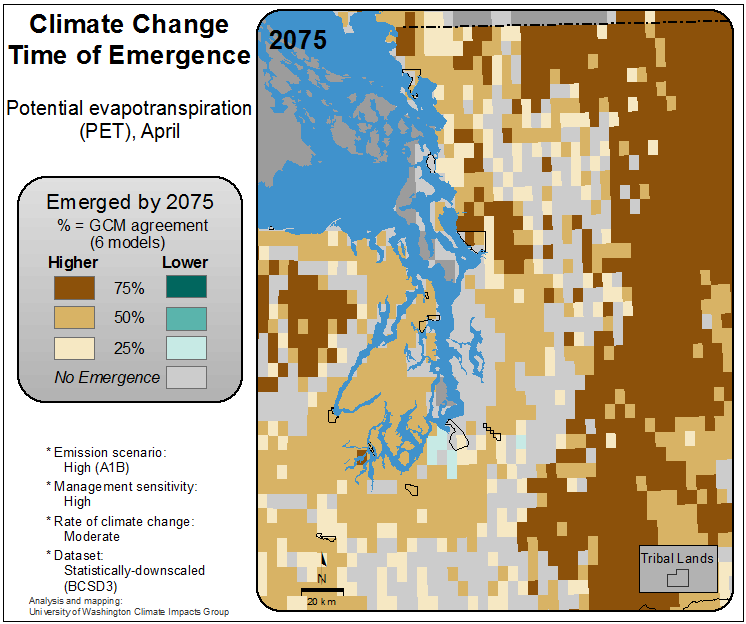 Climate Change
Time of Emergence
Potential evapotranspiration
(PET), April
Emerged by 2075
% = GCM agreement
(6 models)
Higher Lower
75%
50%
25%
No Emergence
* Emission scenario:
High (A1B)
* Management sensitivity:
High
* Rate of climate change:
Moderate
* Dataset:
Statistically-downscaled
(BCSD3)
Analysis and mapping:
University of Washington Climate Impacts Group
2075
N
20 km
Tribal Lands